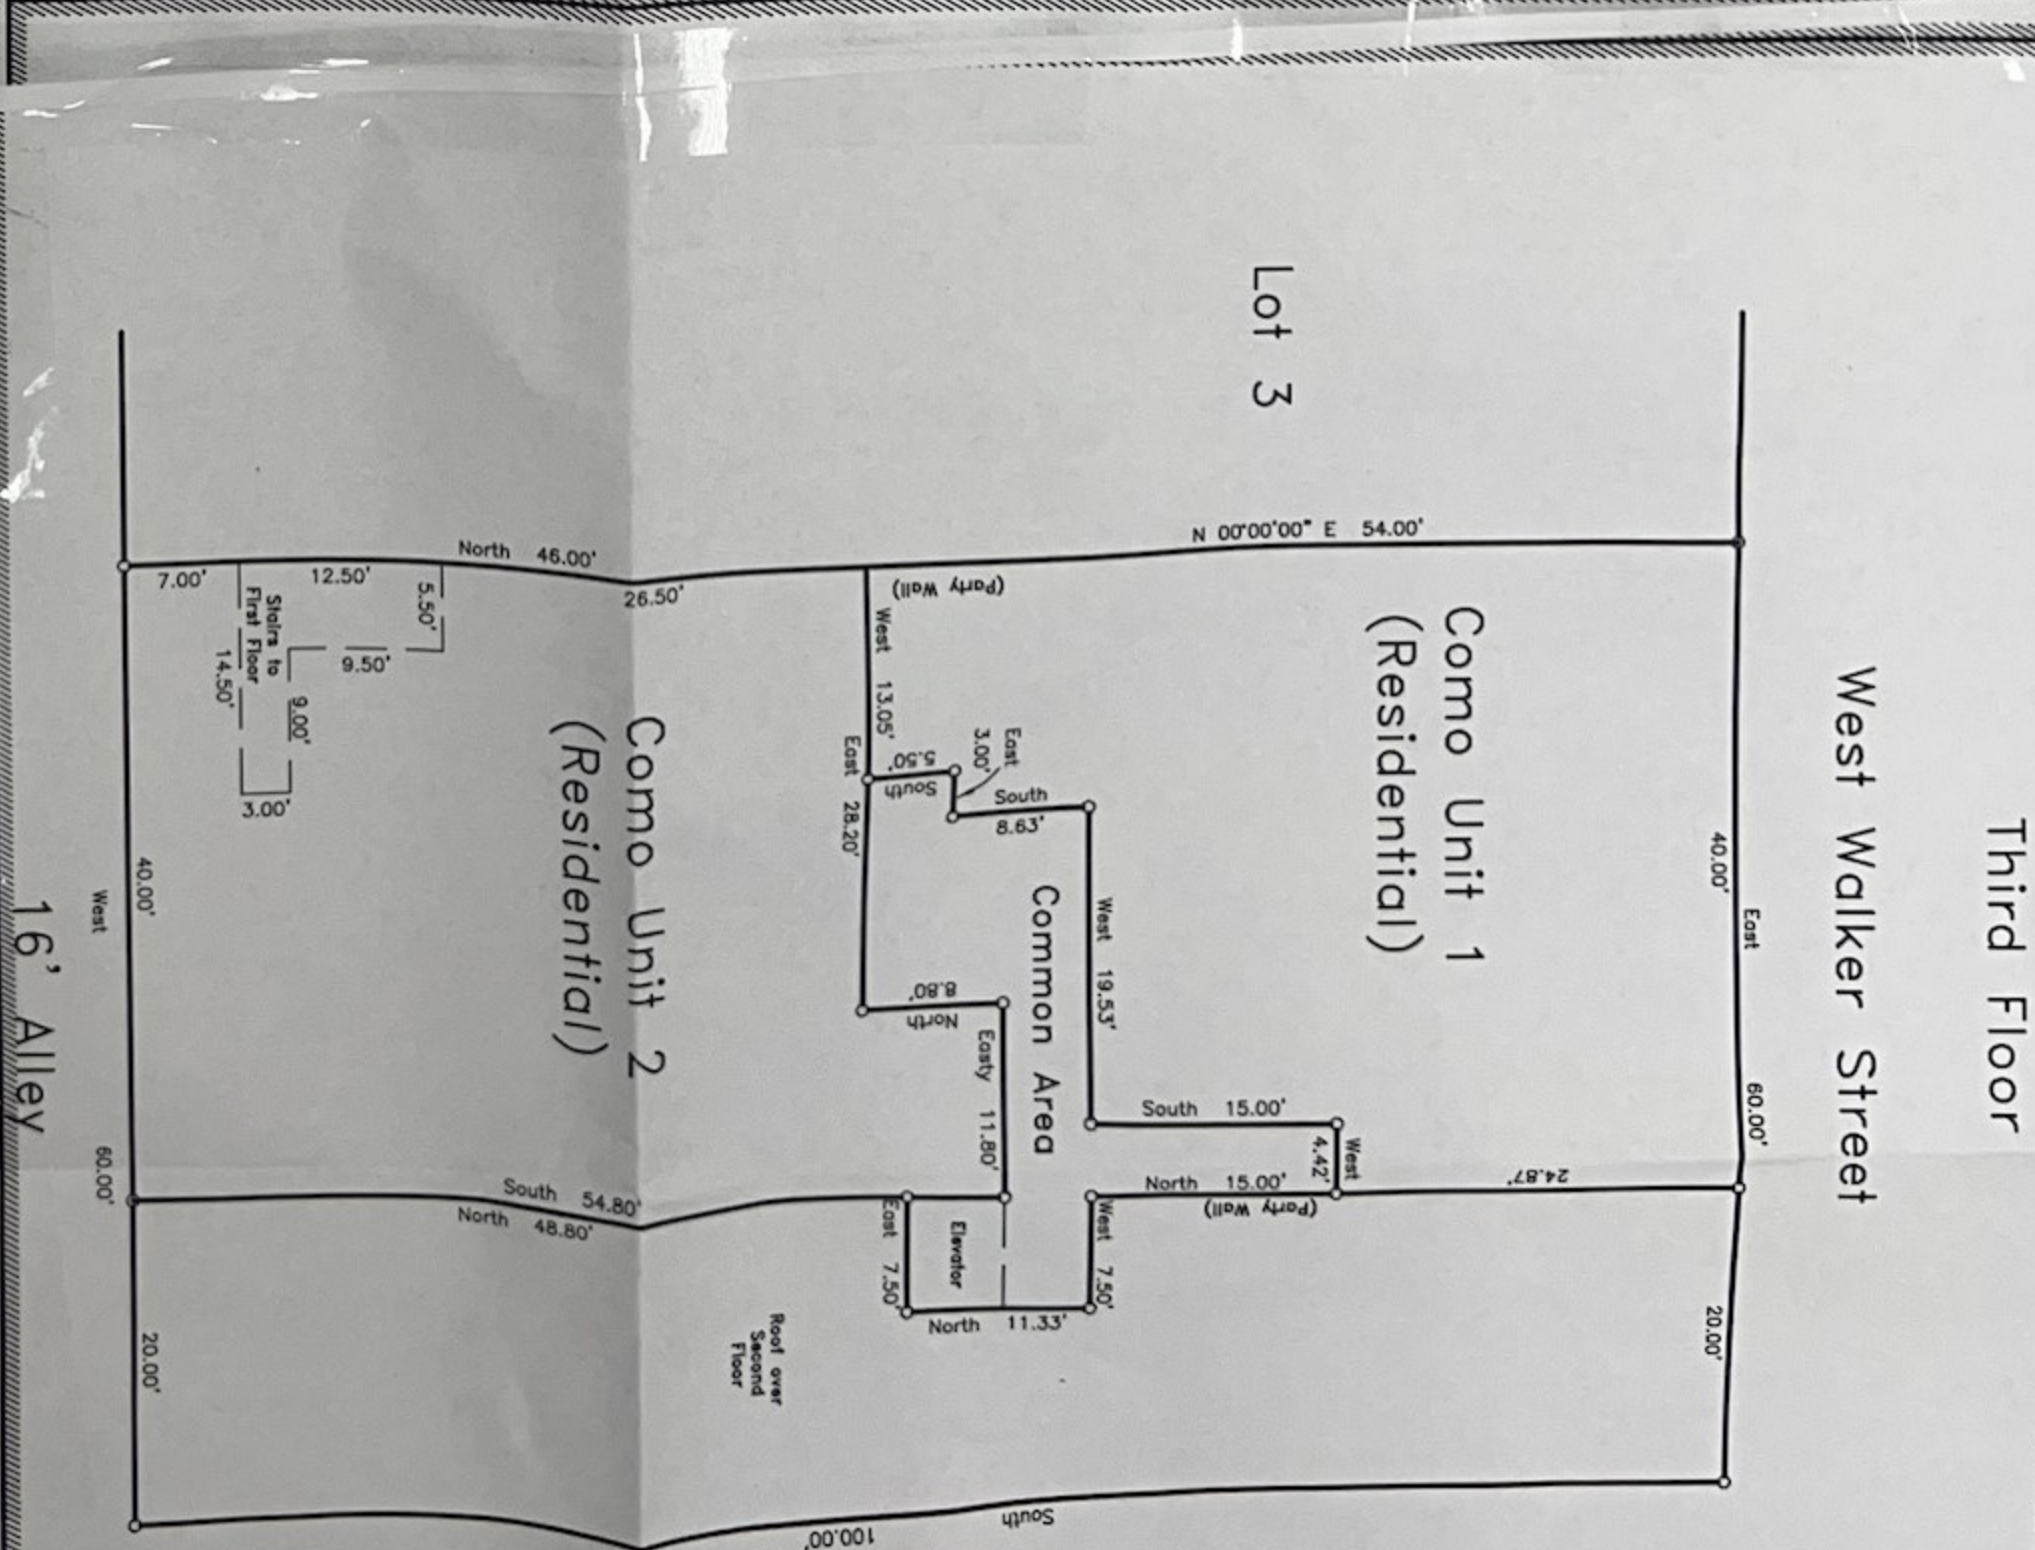 Third Floor
West Walker Street
East
60.00'
40.00'
20.00'
Lot 3
N 00°00'00" E 54.00'
Como Unit 1
(Residential)
24.87'
West
4.42'
South 15.00'
North 15.00'
(Party Wall)
West 19.53'
West 7.50'
Common Area
South
8.63'
East
3.00'
5.50'
South
(Party Wall)
West 13.05'
East 28.20'
8.80'
North
Easty 11.80'
Elevator
East 7.50'
North 11.33'
Roof over
Second
Floor
South
100.00'
North 46.00'
26.50'
Como Unit 2
(Residential)
South 54.80'
North 48.80'
5.50'
12.50'
9.50'
9.00'
Stairs to
First Floor
14.50'
3.00'
7.00'
40.00'
20.00'
West
60.00'
16' Alley